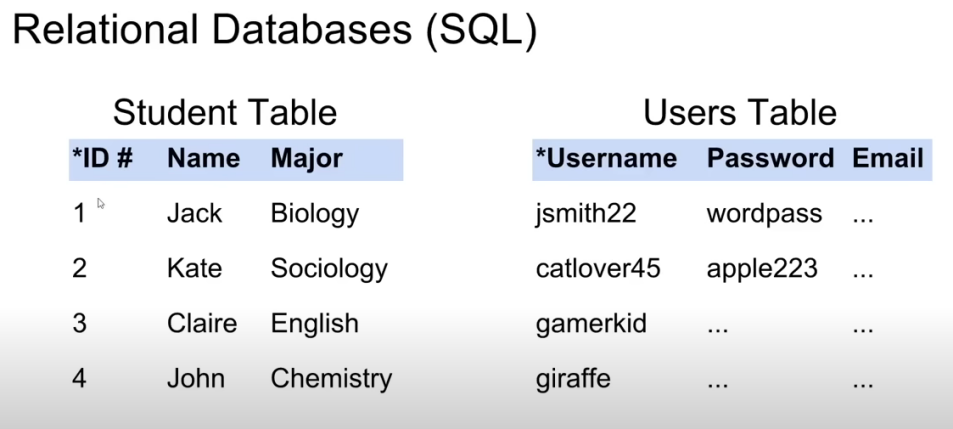 Relational Databases (SQL)
Student Table
*ID # Name Major
1 Jack Biology
2 Kate Sociology
3 Claire English
4 John Chemistry
Users Table
*Username Password Email
jsmith22 wordpass ...
catlover45 apple223 ...
gamerkid ... ...
giraffe ... ...